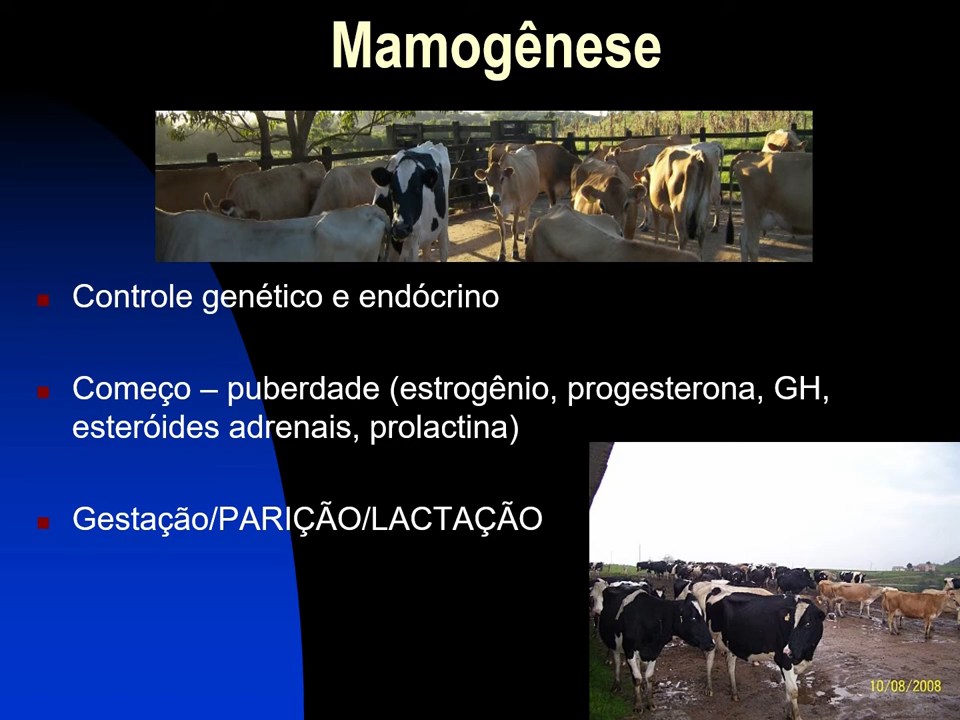 Mamogênese
Controle genético e endócrino
Começo – puberdade (estrogênio, progesterona, GH,
esteróides adrenais, prolactina)
Gestação/PARIÇÃO/LACTAÇÃO
10/08/2008